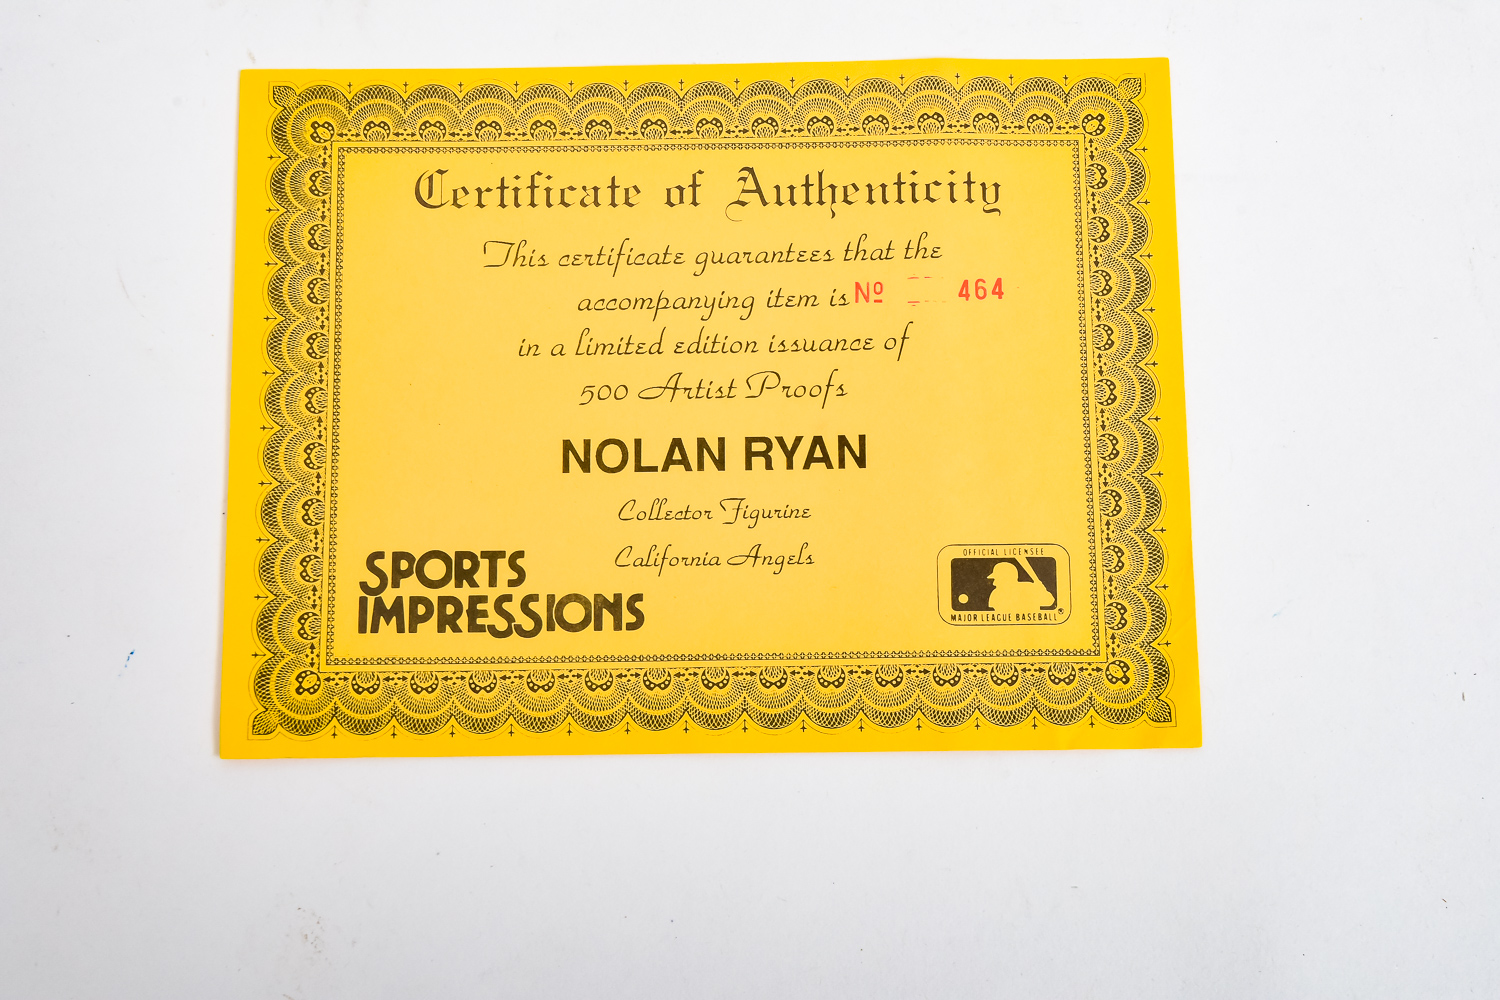 Certificate of Authenticity
This certificate guarantees that the
accompanying item is Nº 464
in a limited edition issuance of
500 Artist Proofs
NOLAN RYAN
Collector Figurine
California Angels
SPORTS
IMPRESSIONS
OFFICIAL LICENSEE
MAJOR LEAGUE BASEBALL®